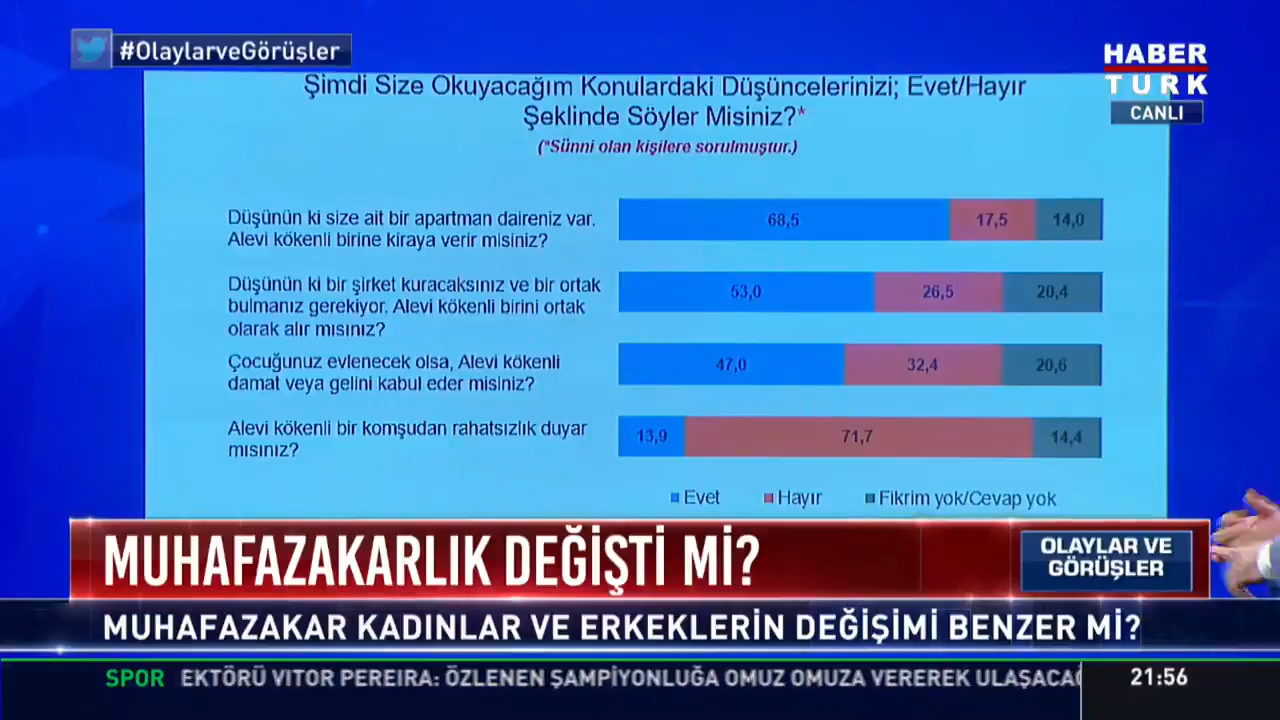 #OlaylarveGörüşler
HABER
TURK
CANLI
Şimdi Size Okuyacağım Konulardaki Düşüncelerinizi; Evet/Hayır
Şeklinde Söyler Misiniz?*
(*Sünni olan kişilere sorulmuştur.)
Düşünün ki size ait bir apartman daireniz var.
Alevi kökenli birine kiraya verir misiniz?
68,5 17,5 14,0
Düşünün ki bir şirket kuracaksınız ve bir ortak
bulmanız gerekiyor. Alevi kökenli birini ortak
olarak alır mısınız?
53,0 26,5 20,4
Çocuğunuz evlenecek olsa, Alevi kökenli
damat veya gelini kabul eder misiniz?
47,0 32,4 20,6
Alevi kökenli bir komşudan rahatsızlık duyar
mısınız?
13,9 71,7 14,4
Evet Hayır Fikrim yok/Cevap yok
MUHAFAZAKARLIK DEĞİŞTİ Mİ?
OLAYLAR VE
GÖRÜŞLER
MUHAFAZAKAR KADINLAR VE ERKEKLERİN DEĞİŞİMİ BENZER Mİ?
SPOR EKTÖRÜ VITOR PEREIRA: ÖZLENEN ŞAMPİYONLUĞA OMUZ OMUZA VEREREK ULAŞACAĞ
21:56